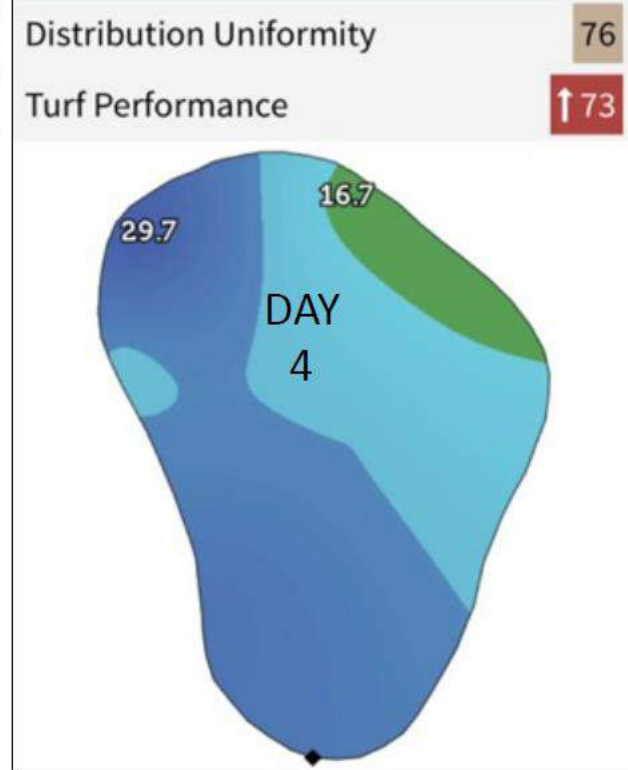 Distribution Uniformity 76
Turf Performance ↑ 73
16.7
29.7
DAY
4